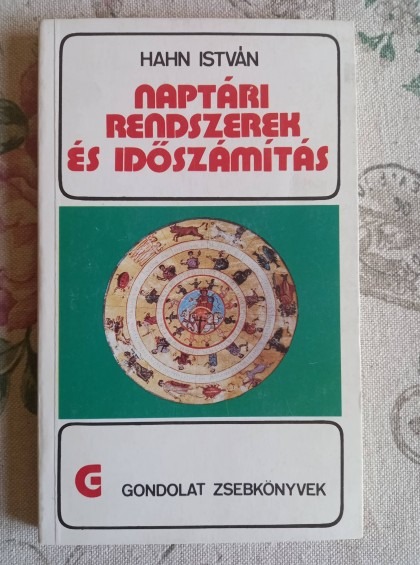 HAHN ISTVÁN
NAPTÁRI
RENDSZEREK
ÉS IDŐSZÁMÍTÁS
G
GONDOLAT ZSEBKÖNYVEK